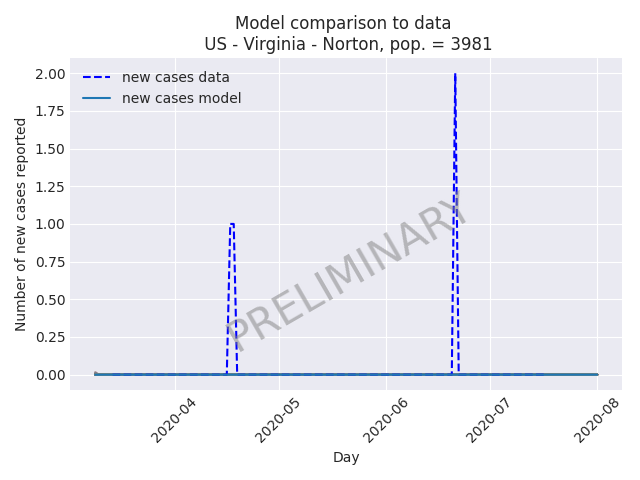 Model comparison to data
US - Virginia - Norton, pop. = 3981
new cases data
new cases model
2.00
1.75
1.50
1.25
1.00
0.75
0.50
0.25
0.00
Number of new cases reported
PRELIMINARY
2020-04
2020-05
2020-06
2020-07
2020-08
Day